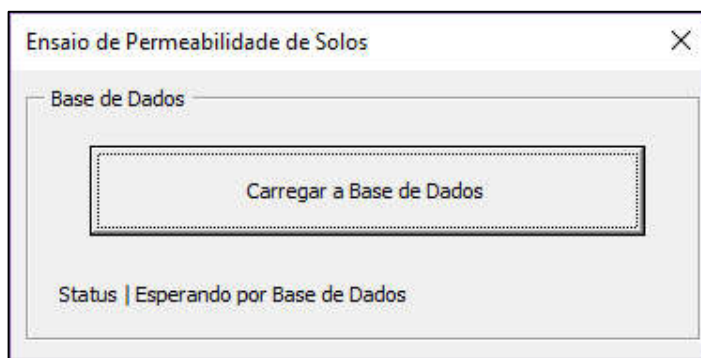 Ensaio de Permeabilidade de Solos
Base de Dados
Carregar a Base de Dados
Status | Esperando por Base de Dados